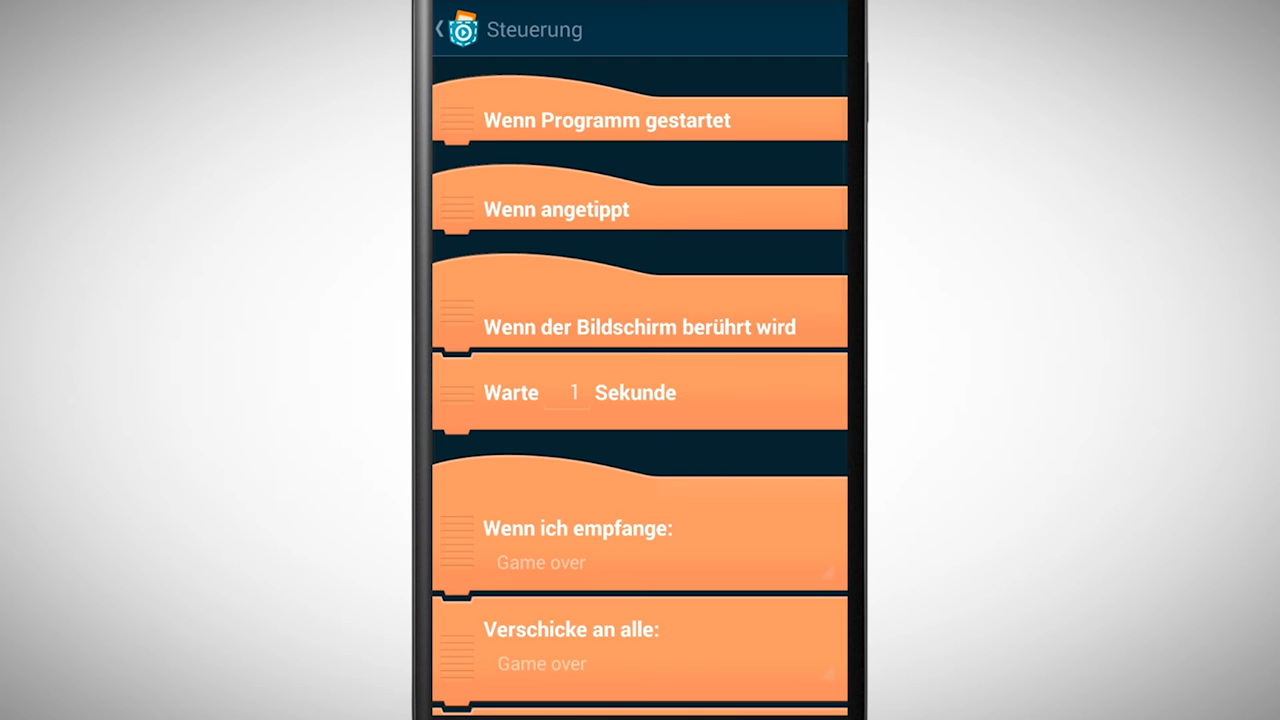 Steuerung
Wenn Programm gestartet
Wenn angetippt
Wenn der Bildschirm berührt wird
Warte 1 Sekunde
Wenn ich empfange:
Game over
Verschicke an alle:
Game over